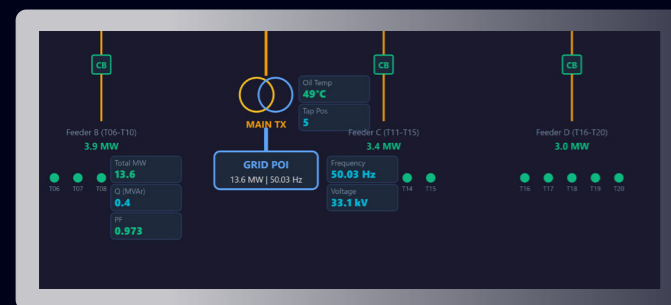 CB
CB
CB
Oil Temp
49°C
Tap Pos
5
MAIN TX
Feeder B (T06-T10)
3.9 MW
Feeder C (T11-T15)
3.4 MW
Feeder D (T16-T20)
3.0 MW
GRID POI
13.6 MW | 50.03 Hz
Total MW
13.6
Q (MVAr)
0.4
PF
0.973
Frequency
50.03 Hz
Voltage
33.1 kV
T06
T07
T08
T14
T15
T16
T17
T18
T19
T20